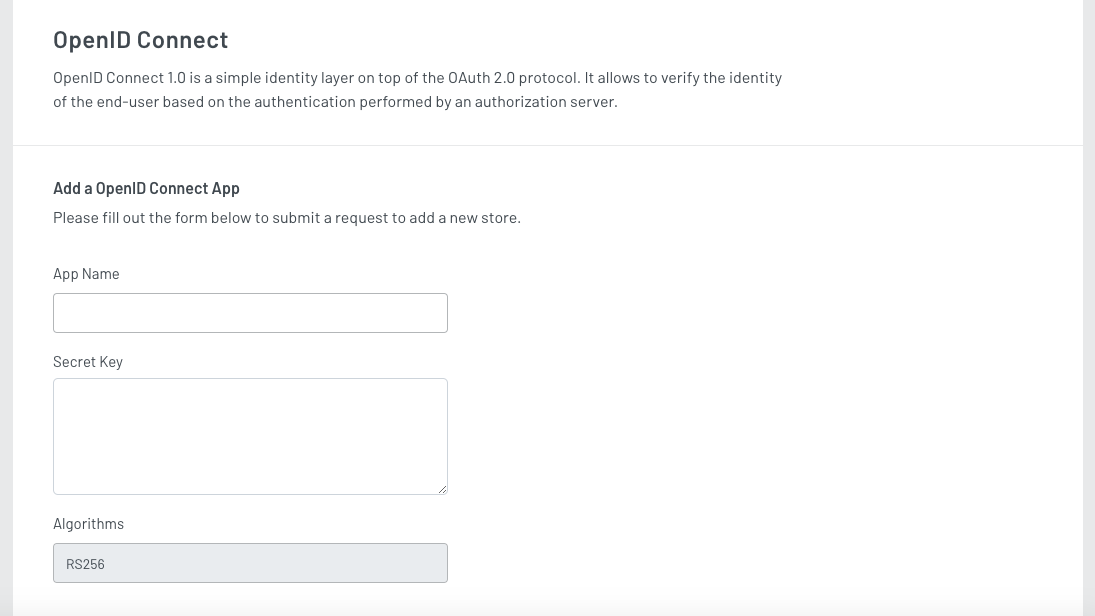 OpenID Connect
OpenID Connect 1.0 is a simple identity layer on top of the OAuth 2.0 protocol. It allows to verify the identity
of the end-user based on the authentication performed by an authorization server.
Add a OpenID Connect App
Please fill out the form below to submit a request to add a new store.
App Name
Secret Key
Algorithms
RS256